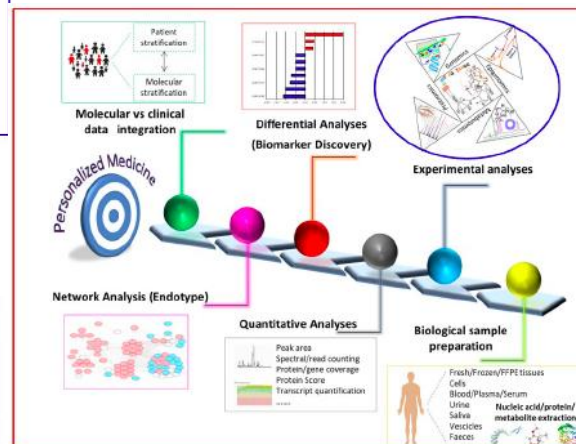 Patient
stratification
Molecular
stratification
Molecular vs clinical
data integration
Differential Analyses
(Biomarker Discovery)
Experimental analyses
Personalized Medicine
Network Analysis (Endotype)
Quantitative Analyses
Peak area
Spectral/read counting
Protein/gene coverage
Protein Score
Transcript quantification
Biological sample
preparation
Fresh/Frozen/FFPE tissues
Cells
Blood/Plasma/Serum
Urine
Saliva
Vescicles
Faeces
Nucleic acid/protein/
metabolite extraction